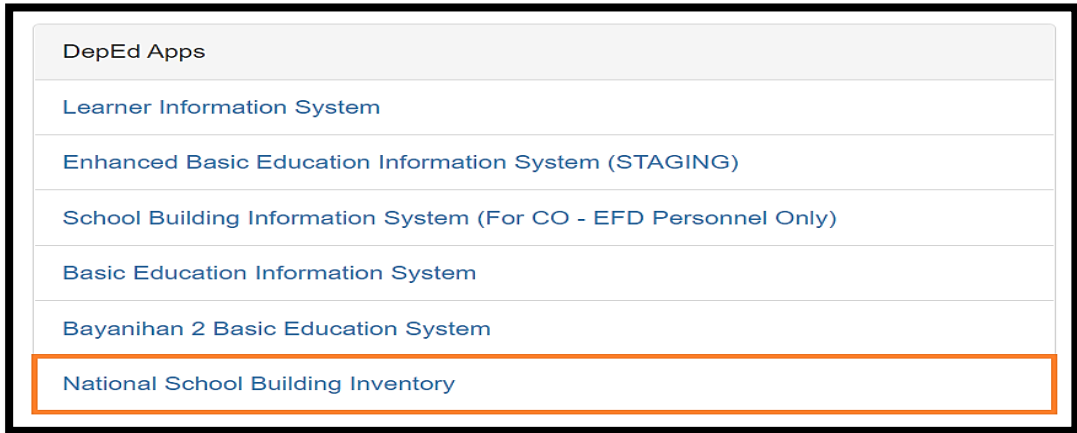 DepEd Apps
Learner Information System
Enhanced Basic Education Information System (STAGING)
School Building Information System (For CO - EFD Personnel Only)
Basic Education Information System
Bayanihan 2 Basic Education System
National School Building Inventory